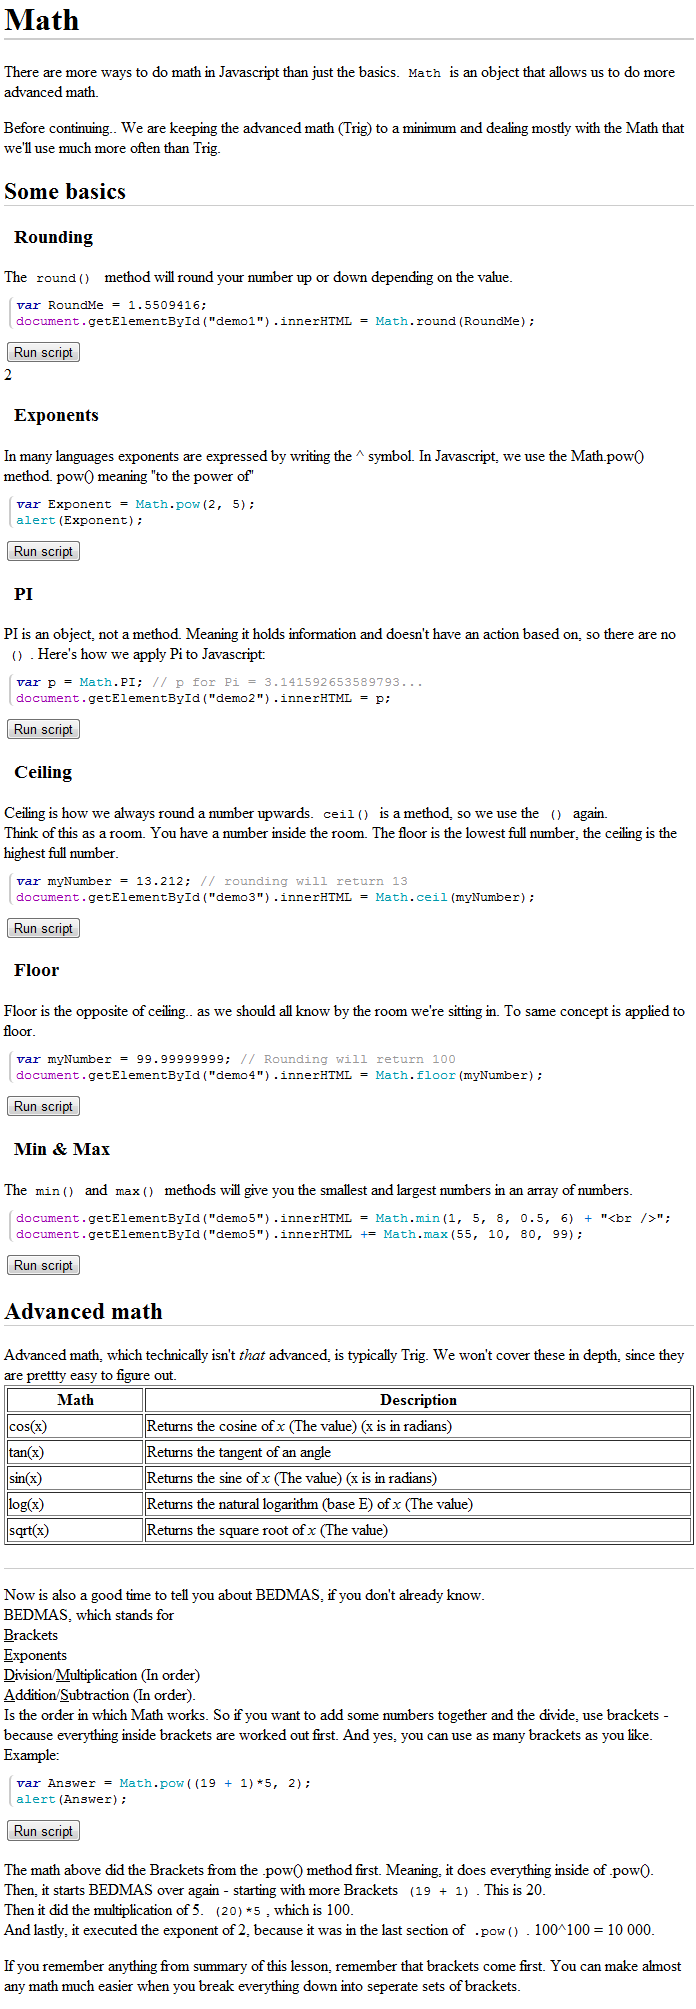 Math
There are more ways to do math in Javascript than just the basics. Math is an object that allows us to do more
advanced math.
Before continuing.. We are keeping the advanced math (Trig) to a minimum and dealing mostly with the Math that
we'll use much more often than Trig.
Some basics
Rounding
The round() method will round your number up or down depending on the value.
var RoundMe = 1.5509416;
document.getElementById("demo1").innerHTML = Math.round(RoundMe);
Run script
2
Exponents
In many languages exponents are expressed by writing the ^ symbol. In Javascript, we use the Math.pow()
method. pow() meaning "to the power of"
var Exponent = Math.pow(2, 5);
alert(Exponent);
Run script
PI
PI is an object, not a method. Meaning it holds information and doesn't have an action based on, so there are no
() . Here's how we apply Pi to Javascript:
var p = Math.PI; // p for Pi = 3.141592653589793...
document.getElementById("demo2").innerHTML = p;
Run script
Ceiling
Ceiling is how we always round a number upwards. ceil() is a method, so we use the () again.
Think of this as a room. You have a number inside the room. The floor is the lowest full number, the ceiling is the
highest full number.
var myNumber = 13.212; // rounding will return 13
document.getElementById("demo3").innerHTML = Math.ceil(myNumber);
Run script
Floor
Floor is the opposite of ceiling.. as we should all know by the room we're sitting in. To same concept is applied to
floor.
var myNumber = 99.99999999; // Rounding will return 100
document.getElementById("demo4").innerHTML = Math.floor(myNumber);
Run script
Min & Max
The min() and max() methods will give you the smallest and largest numbers in an array of numbers.
document.getElementById("demo5").innerHTML = Math.min(1, 5, 8, 0.5, 6) + "<br />";
document.getElementById("demo5").innerHTML += Math.max(55, 10, 80, 99);
Run script
Advanced math
Advanced math, which technically isn't that advanced, is typically Trig. We won't cover these in depth, since they
are prettty easy to figure out.
Math Description
cos(x) Returns the cosine of x (The value) (x is in radians)
tan(x) Returns the tangent of an angle
sin(x) Returns the sine of x (The value) (x is in radians)
log(x) Returns the natural logarithm (base E) of x (The value)
sqrt(x) Returns the square root of x (The value)
Now is also a good time to tell you about BEDMAS, if you don't already know.
BEDMAS, which stands for
Brackets
Exponents
Division/Multiplication (In order)
Addition/Subtraction (In order).
Is the order in which Math works. So if you want to add some numbers together and the divide, use brackets -
because everything inside brackets are worked out first. And yes, you can use as many brackets as you like.
Example:
var Answer = Math.pow((19 + 1)*5, 2);
alert(Answer);
Run script
The math above did the Brackets from the .pow() method first. Meaning, it does everything inside of .pow().
Then, it starts BEDMAS over again - starting with more Brackets (19 + 1) . This is 20.
Then it did the multiplication of 5. (20)*5 , which is 100.
And lastly, it executed the exponent of 2, because it was in the last section of .pow() . 100^100 = 10 000.
If you remember anything from summary of this lesson, remember that brackets come first. You can make almost
any math much easier when you break everything down into seperate sets of brackets.